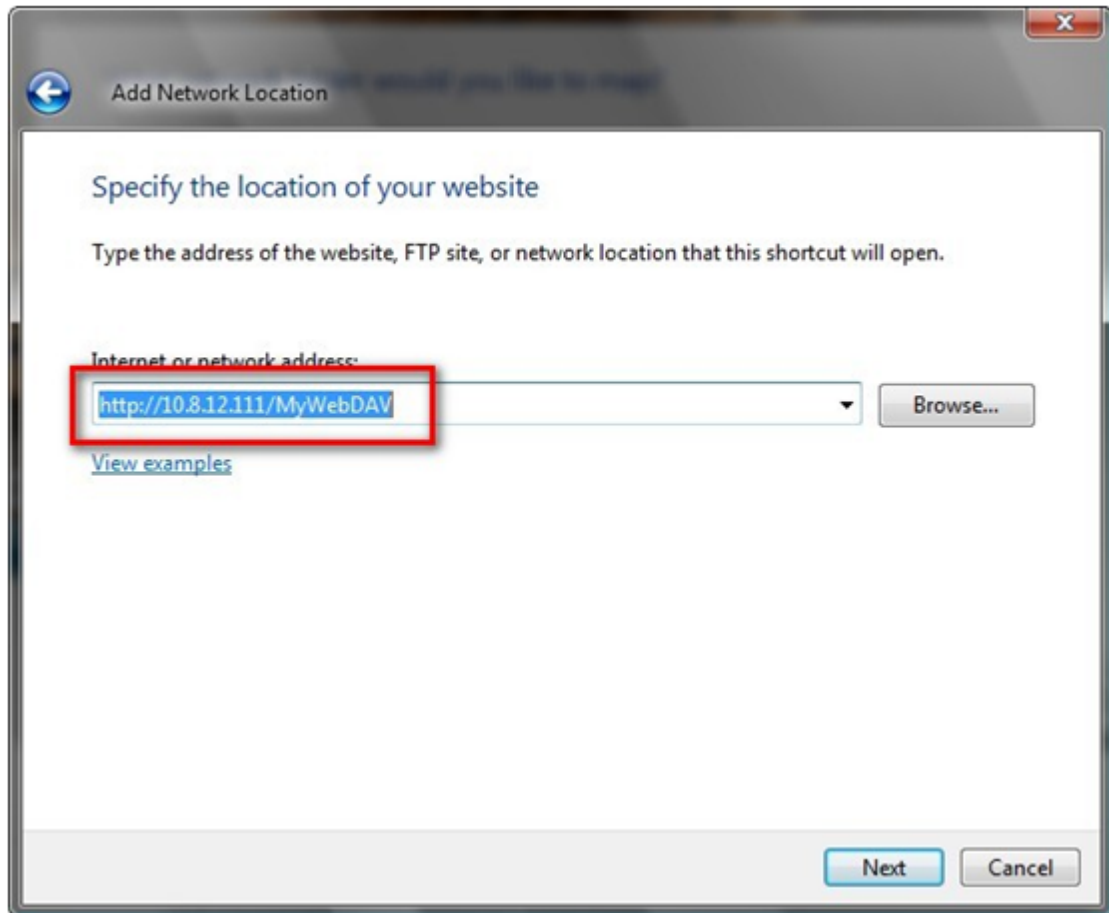 Add Network Location
Specify the location of your website
Type the address of the website, FTP site, or network location that this shortcut will open.
Internet or network address:
http://10.8.12.111/MyWebDAV
Browse...
View examples
Next
Cancel